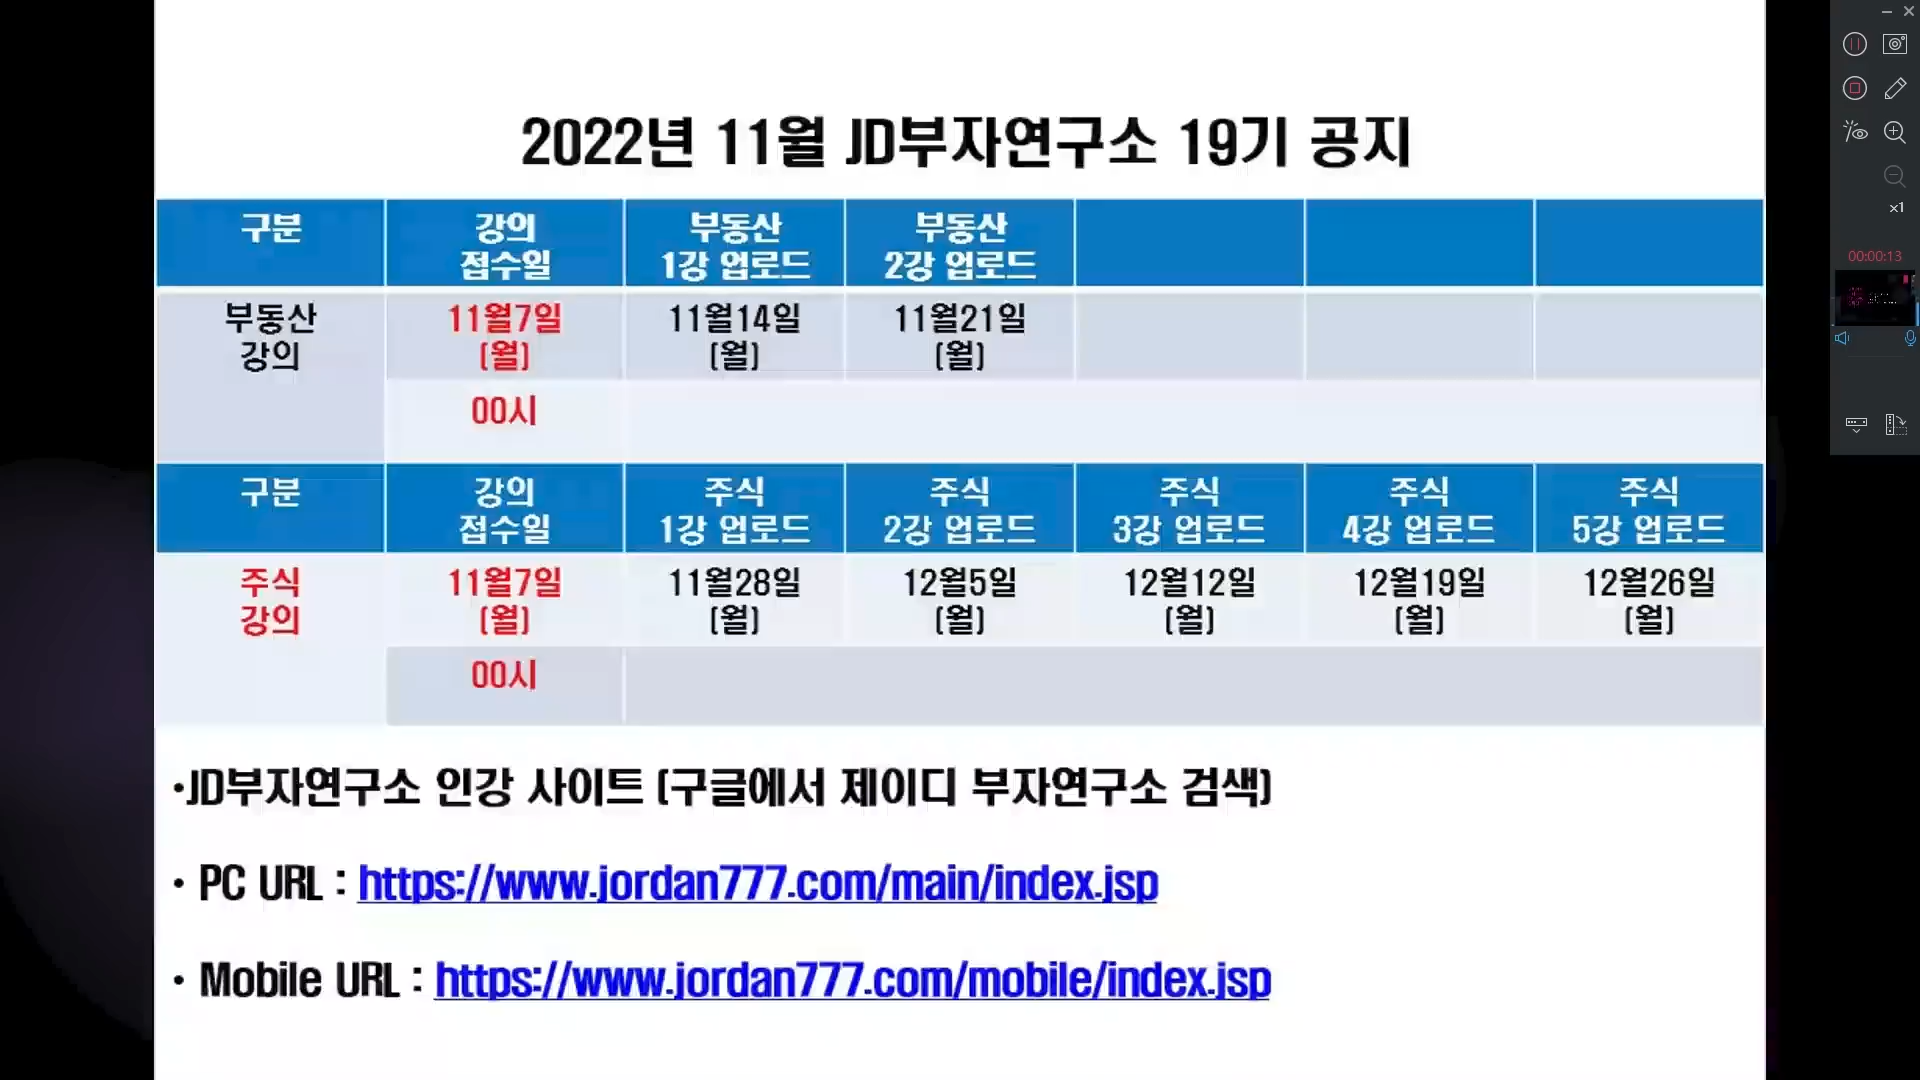 2022년 11월 JD부자연구소 19기 공지
구분 강의 접수일 부동산 1강 업로드 부동산 2강 업로드
부동산 강의 11월7일 (월) 11월14일 (월) 11월21일 (월)
00시
구분 강의 접수일 주식 1강 업로드 주식 2강 업로드 주식 3강 업로드 주식 4강 업로드 주식 5강 업로드
주식 강의 11월7일 (월) 11월28일 (월) 12월5일 (월) 12월12일 (월) 12월19일 (월) 12월26일 (월)
00시
•JD부자연구소 인강 사이트 (구글에서 제이디 부자연구소 검색)
• PC URL : https://www.jordan777.com/main/index.jsp
• Mobile URL : https://www.jordan777.com/mobile/index.jsp
x1
00:00:13